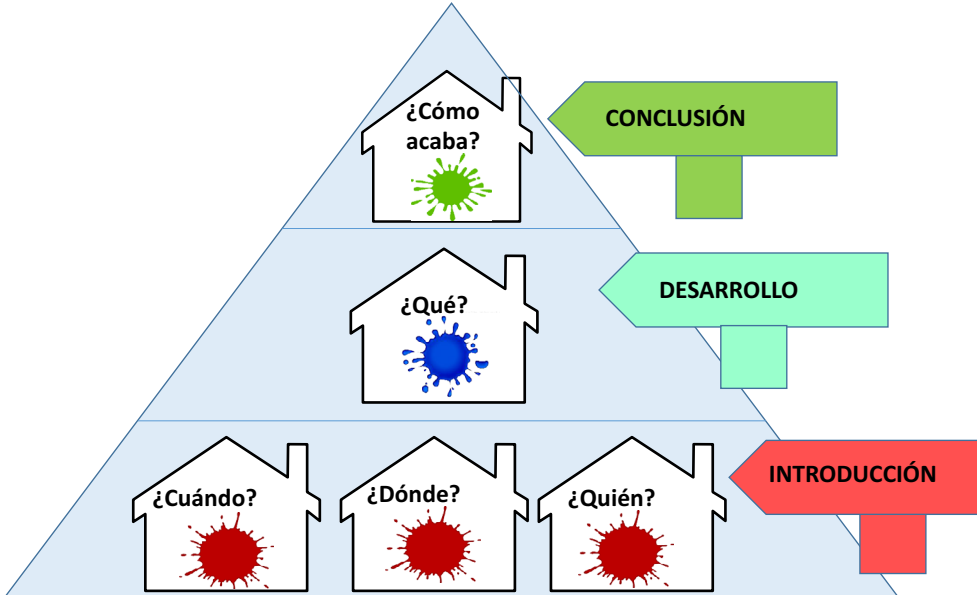 ¿Cómo
acaba?
CONCLUSIÓN
¿Qué?
DESARROLLO
¿Cuándo?
¿Dónde?
¿Quién?
INTRODUCCIÓN